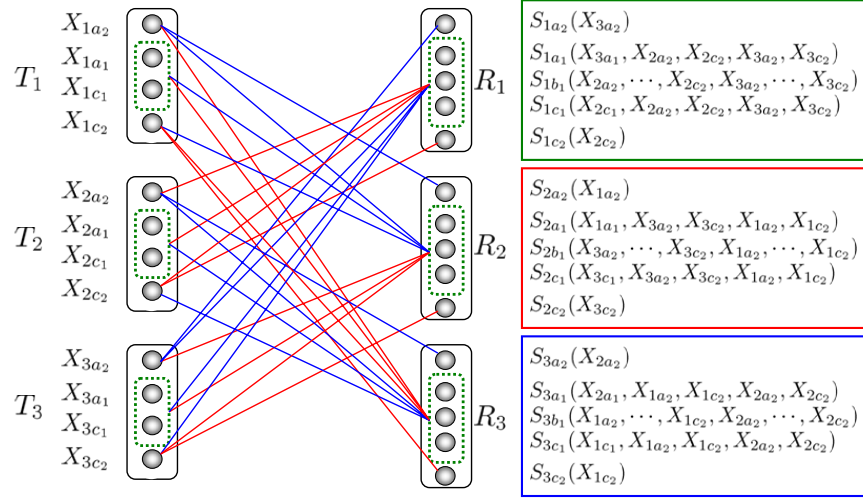 X_{1a_2}
X_{1a_1}
T_1
X_{1c_1}
X_{1c_2}
X_{2a_2}
X_{2a_1}
T_2
X_{2c_1}
X_{2c_2}
X_{3a_2}
X_{3a_1}
T_3
X_{3c_1}
X_{3c_2}
R_1
R_2
R_3
S_{1a_2}(X_{3a_2})
S_{1a_1}(X_{3a_1}, X_{2a_2}, X_{2c_2}, X_{3a_2}, X_{3c_2})
S_{1b_1}(X_{2a_2}, ⋯, X_{2c_2}, X_{3a_2}, ⋯, X_{3c_2})
S_{1c_1}(X_{2c_1}, X_{2a_2}, X_{2c_2}, X_{3a_2}, X_{3c_2})
S_{1c_2}(X_{2c_2})
S_{2a_2}(X_{1a_2})
S_{2a_1}(X_{1a_1}, X_{3a_2}, X_{3c_2}, X_{1a_2}, X_{1c_2})
S_{2b_1}(X_{3a_2}, ⋯, X_{3c_2}, X_{1a_2}, ⋯, X_{1c_2})
S_{2c_1}(X_{3c_1}, X_{3a_2}, X_{3c_2}, X_{1a_2}, X_{1c_2})
S_{2c_2}(X_{3c_2})
S_{3a_2}(X_{2a_2})
S_{3a_1}(X_{2a_1}, X_{1a_2}, X_{1c_2}, X_{2a_2}, X_{2c_2})
S_{3b_1}(X_{1a_2}, ⋯, X_{1c_2}, X_{2a_2}, ⋯, X_{2c_2})
S_{3c_1}(X_{1c_1}, X_{1a_2}, X_{1c_2}, X_{2a_2}, X_{2c_2})
S_{3c_2}(X_{1c_2})